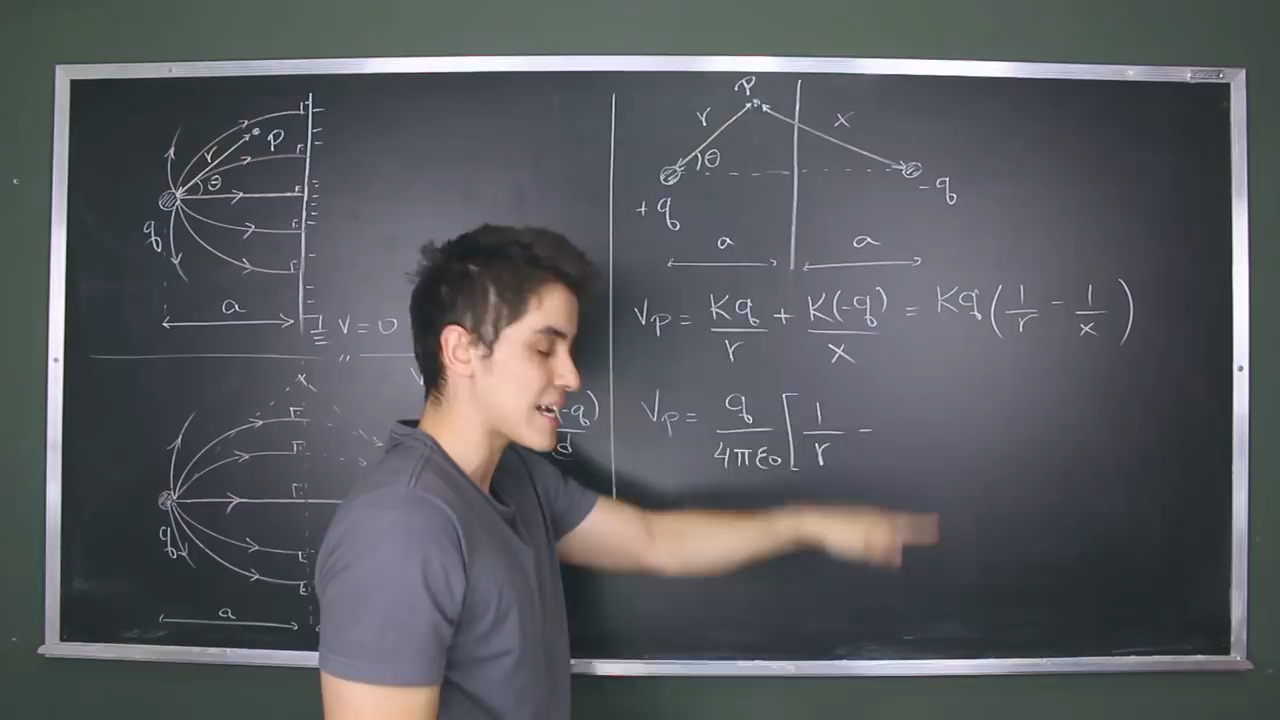 P
r
θ
q
a
V=0
q
a
-q)
d
P
r
x
θ
+q
-q
a
a
Vp = Kq/r + K(-q)/x = Kq(1/r - 1/x)
Vp = q/4πε0 [1/r -